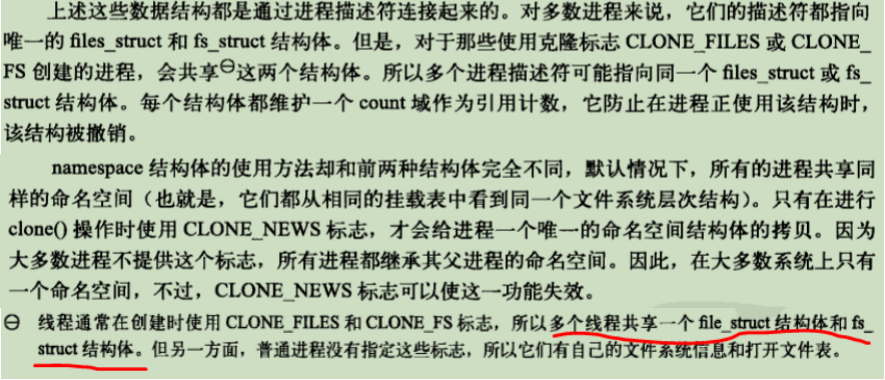 上述这些数据结构都是通过进程描述符连接起来的。对多数进程来说，它们的描述符都指向
唯一的 files_struct 和 fs_struct 结构体。但是，对于那些使用克隆标志 CLONE_FILES 或 CLONE_
FS 创建的进程，会共享⊖这两个结构体。所以多个进程描述符可能指向同一个 files_struct 或 fs_
struct 结构体。每个结构体都维护一个 count 域作为引用计数，它防止在进程正使用该结构时，
该结构被撤销。
namespace 结构体的使用方法却和前两种结构体完全不同，默认情况下，所有的进程共享同
样的命名空间（也就是，它们都从相同的挂载表中看到同一个文件系统层次结构）。只有在进行
clone() 操作时使用 CLONE_NEWS 标志，才会给进程一个唯一的命名空间结构体的拷贝。因为
大多数进程不提供这个标志，所有进程都继承其父进程的命名空间。因此，在大多数系统上只有
一个命名空间，不过，CLONE_NEWS 标志可以使这一功能失效。
⊖ 线程通常在创建时使用 CLONE_FILES 和 CLONE_FS 标志，所以多个线程共享一个 file_struct 结构体和 fs_
struct 结构体。但另一方面，普通进程没有指定这些标志，所以它们有自己的文件系统信息和打开文件表。